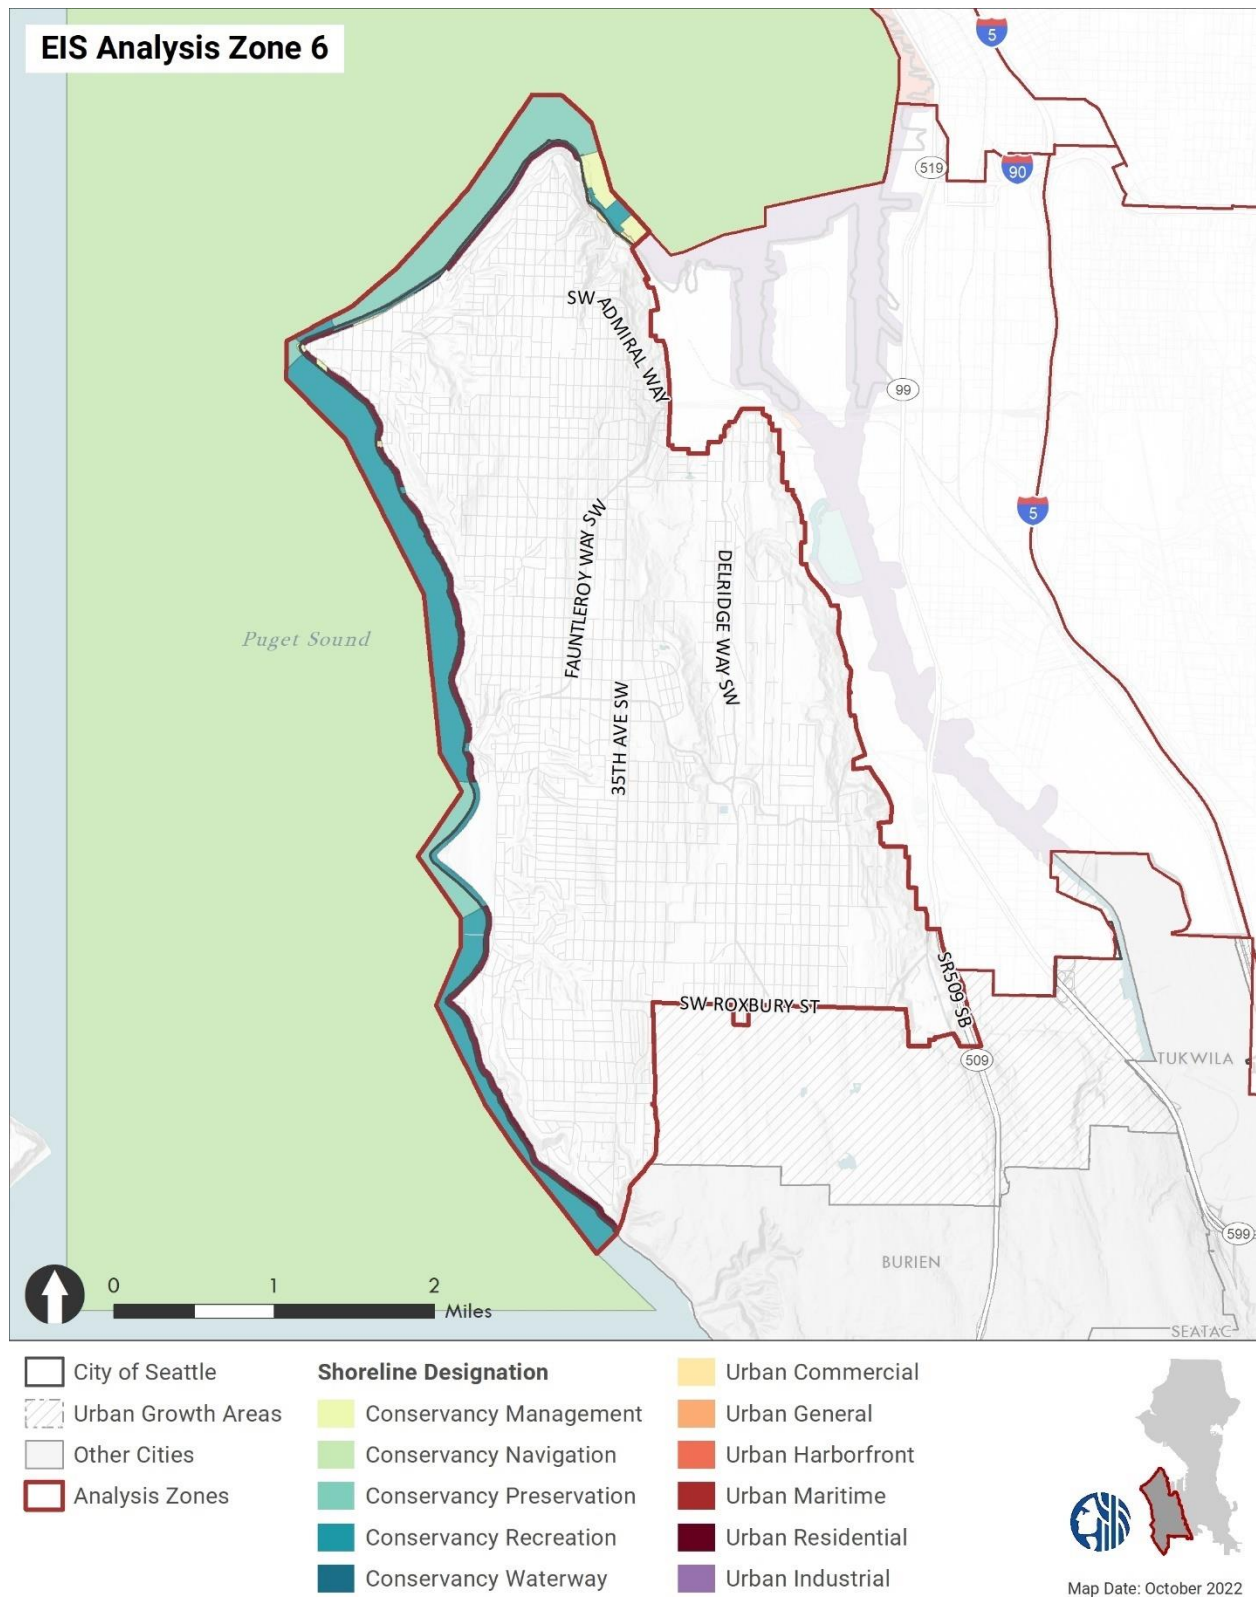 EIS Analysis Zone 6
5
519
90
SW ADMIRAL WAY
99
5
FAUNTLEROY WAY SW
DELRIDGE WAY SW
Puget Sound
35TH AVE SW
SR509 SB
SW ROXBURY ST
509
TUKWILA
599
BURIEN
SEATAC
0 1 2
Miles
City of Seattle
Urban Growth Areas
Other Cities
Analysis Zones
Shoreline Designation
Conservancy Management
Conservancy Navigation
Conservancy Preservation
Conservancy Recreation
Conservancy Waterway
Urban Commercial
Urban General
Urban Harborfront
Urban Maritime
Urban Residential
Urban Industrial
Map Date: October 2022